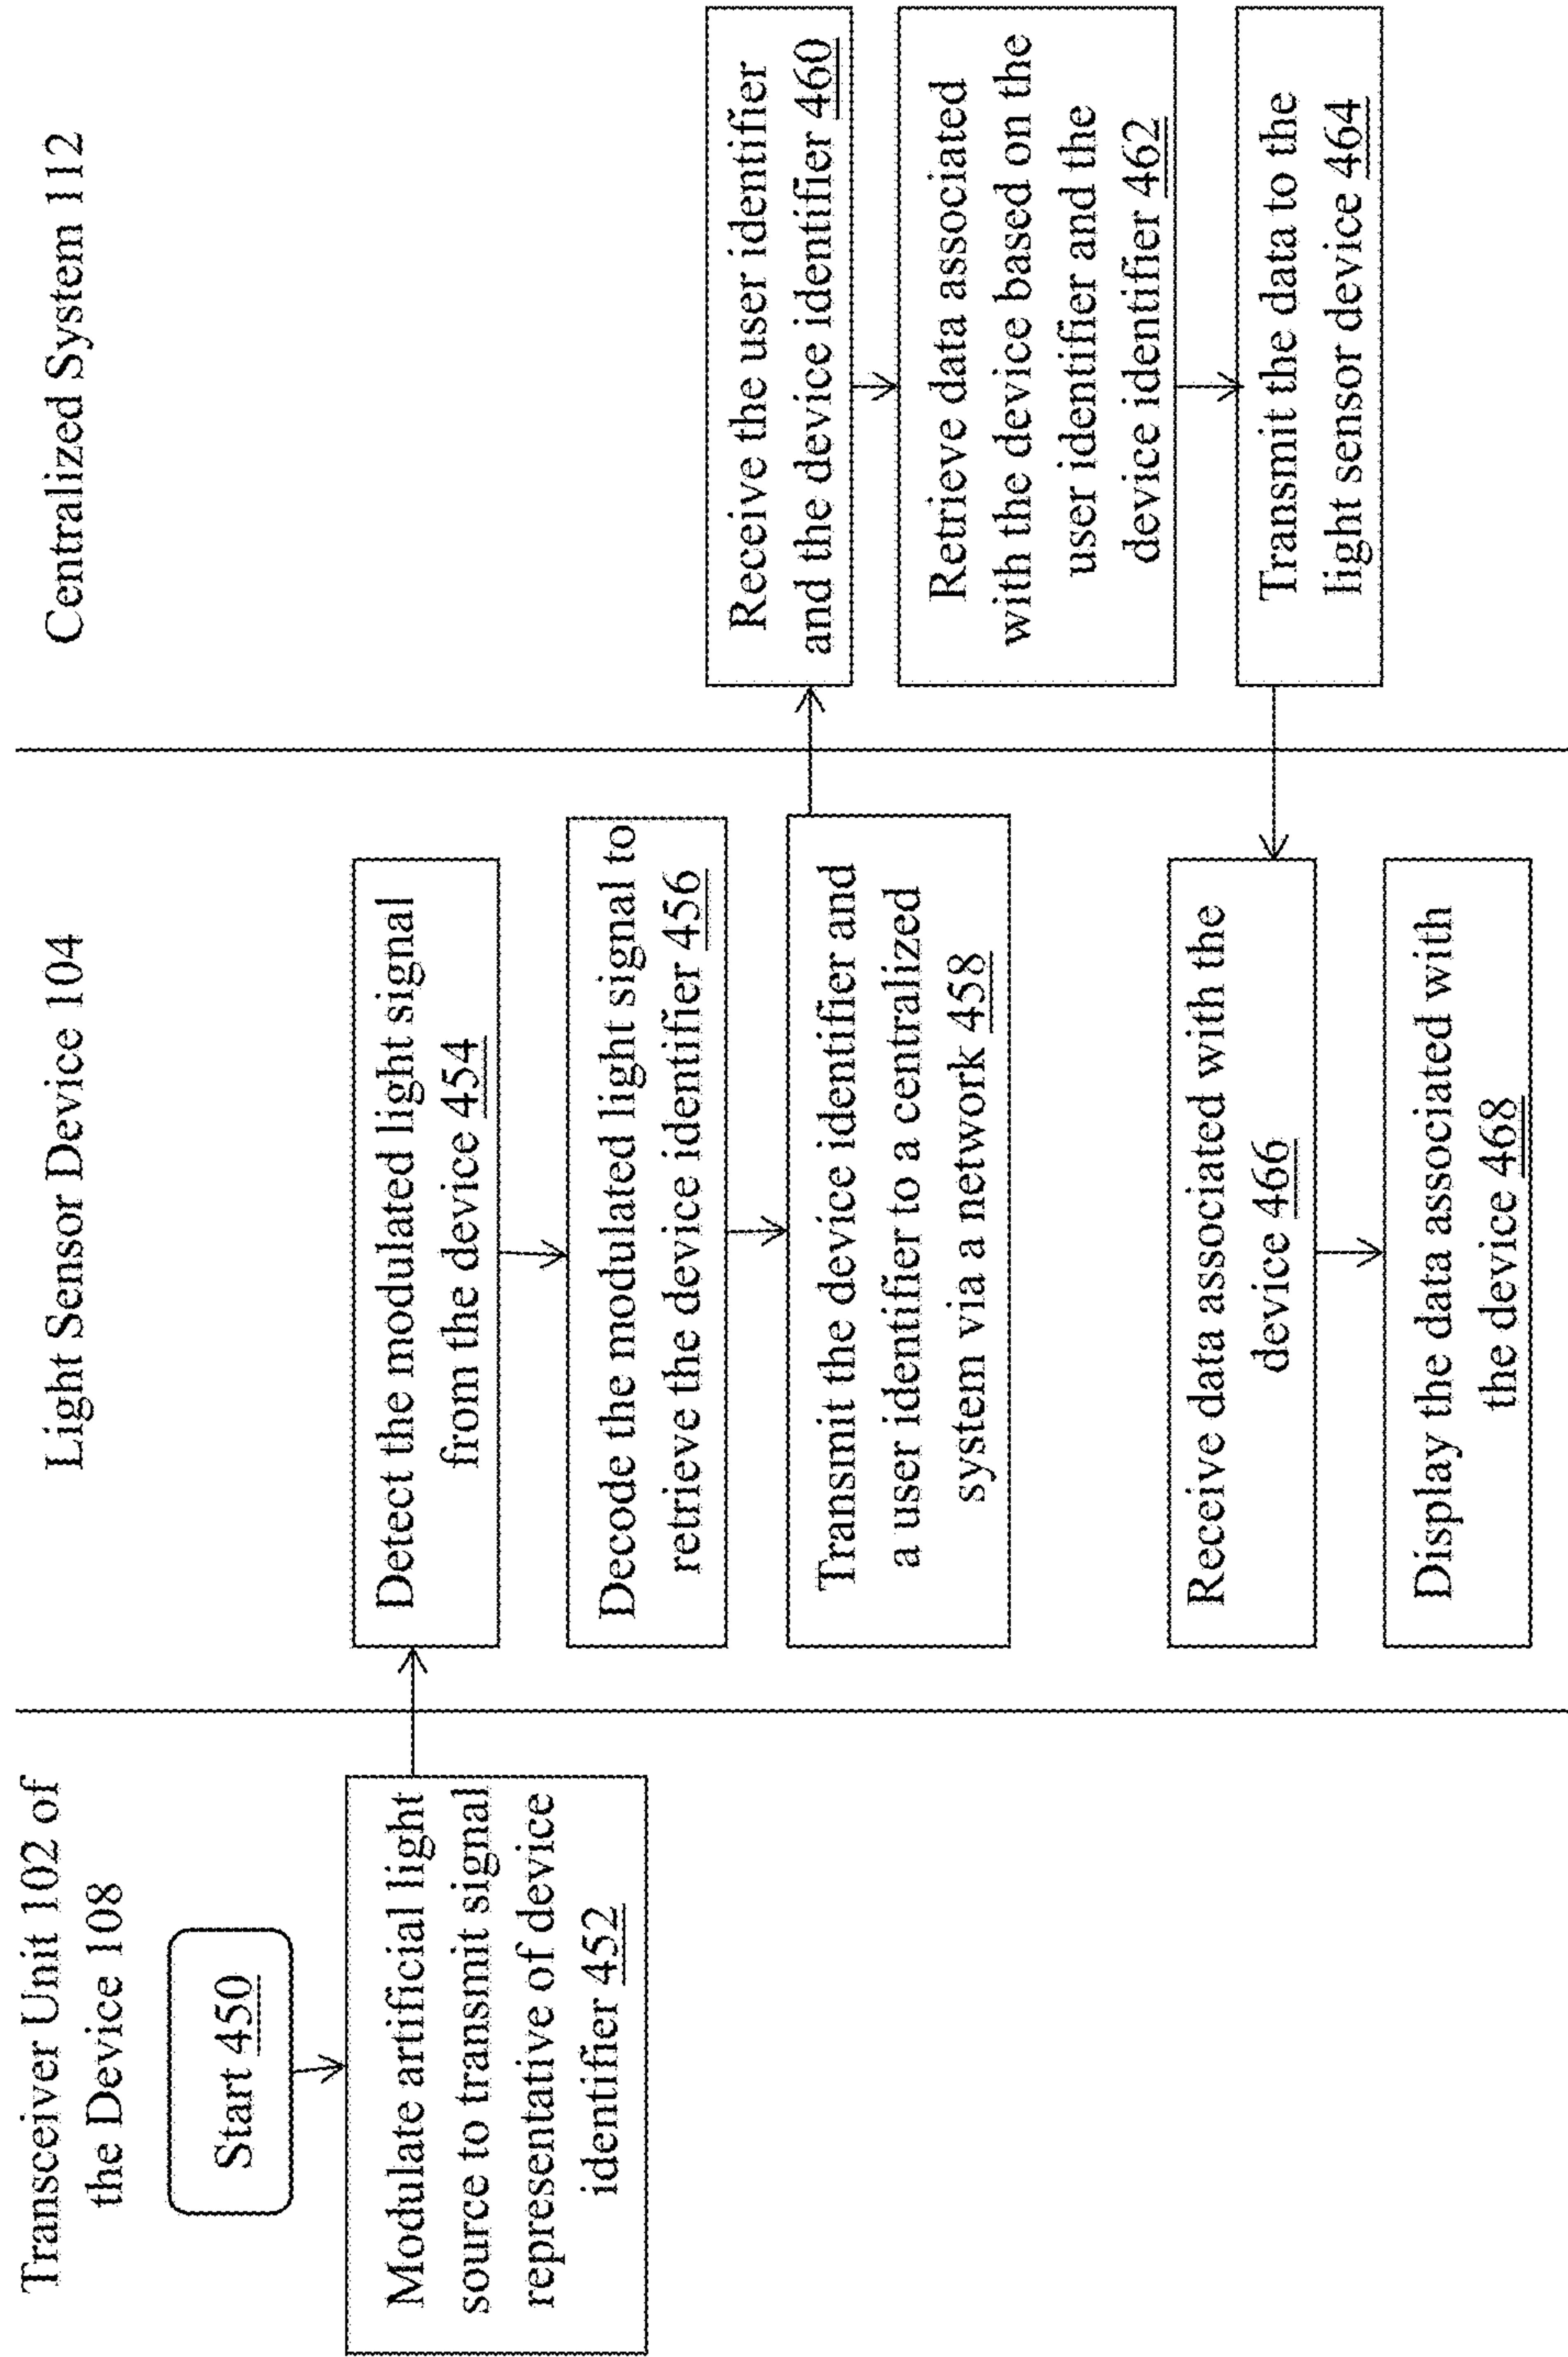 Transceiver Unit 102 of
the Device 108
Start 450
Modulate artificial light
source to transmit signal
representative of device
identifier 452
Light Sensor Device 104
Detect the modulated light signal
from the device 454
Decode the modulated light signal to
retrieve the device identifier 456
Transmit the device identifier and
a user identifier to a centralized
system via a network 458
Receive data associated with the
device 466
Display the data associated with
the device 468
Centralized System 112
Receive the user identifier
and the device identifier 460
Retrieve data associated
with the device based on the
user identifier and the
device identifier 462
Transmit the data to the
light sensor device 464